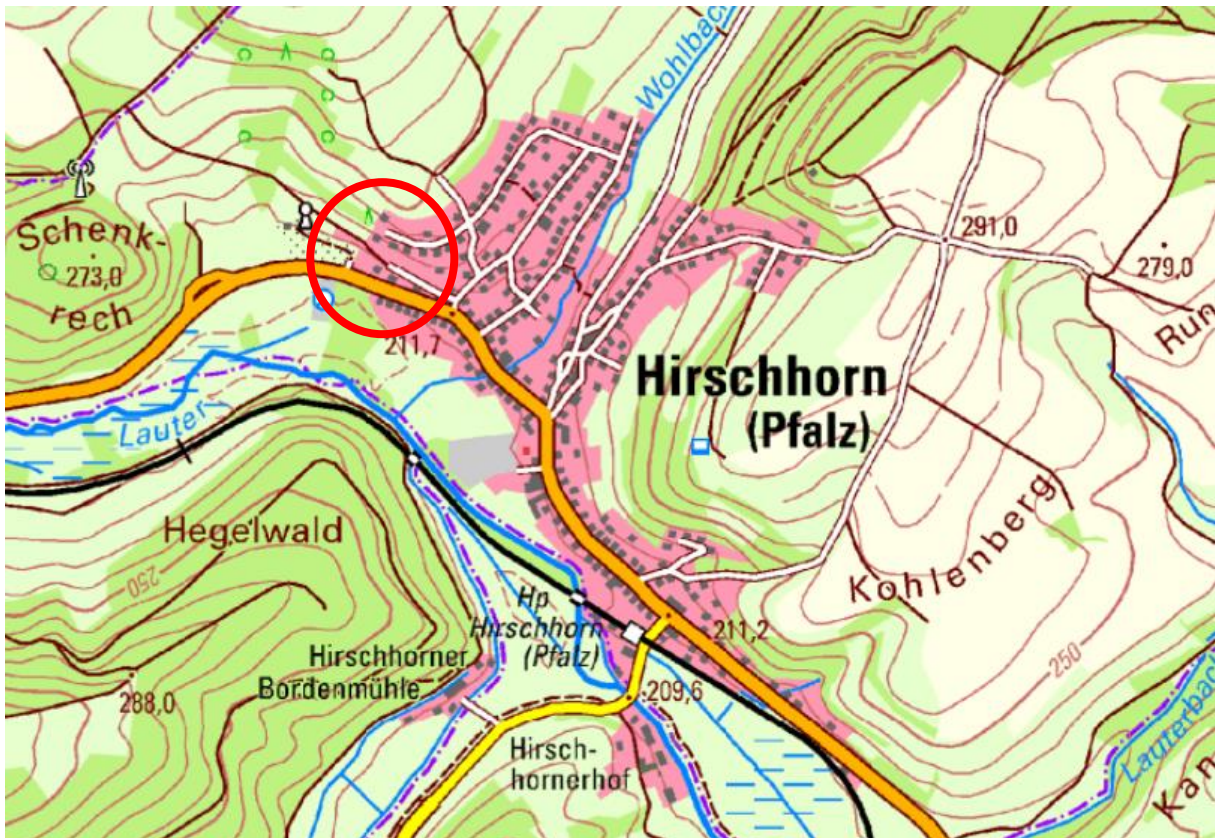 Wohlbach
Schenk-
rech
273,0
291,0
279,0
Run
211,7
Hirschhorn
(Pfalz)
Lauter
Hegelwald
250
Kohlenberg
Hp
Hirschhorn
(Pfalz)
211,2
250
Hirschhorner
Bordenmühle
288,0
209,6
Hirsch-
hornerhof
Lauterbach
Kan